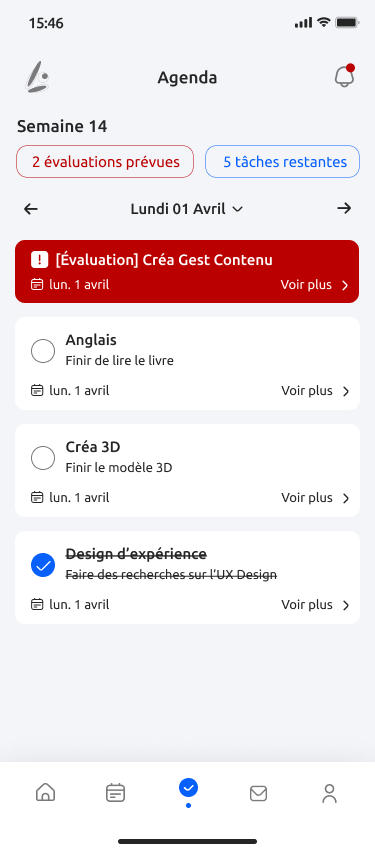 15:46
Agenda
Semaine 14
2 évaluations prévues
5 tâches restantes
Lundi 01 Avril
[Évaluation] Créa Gest Contenu
lun. 1 avril
Voir plus
Anglais
Finir de lire le livre
lun. 1 avril
Voir plus
Créa 3D
Finir le modèle 3D
lun. 1 avril
Voir plus
Design d’expérience
Faire des recherches sur l’UX Design
lun. 1 avril
Voir plus